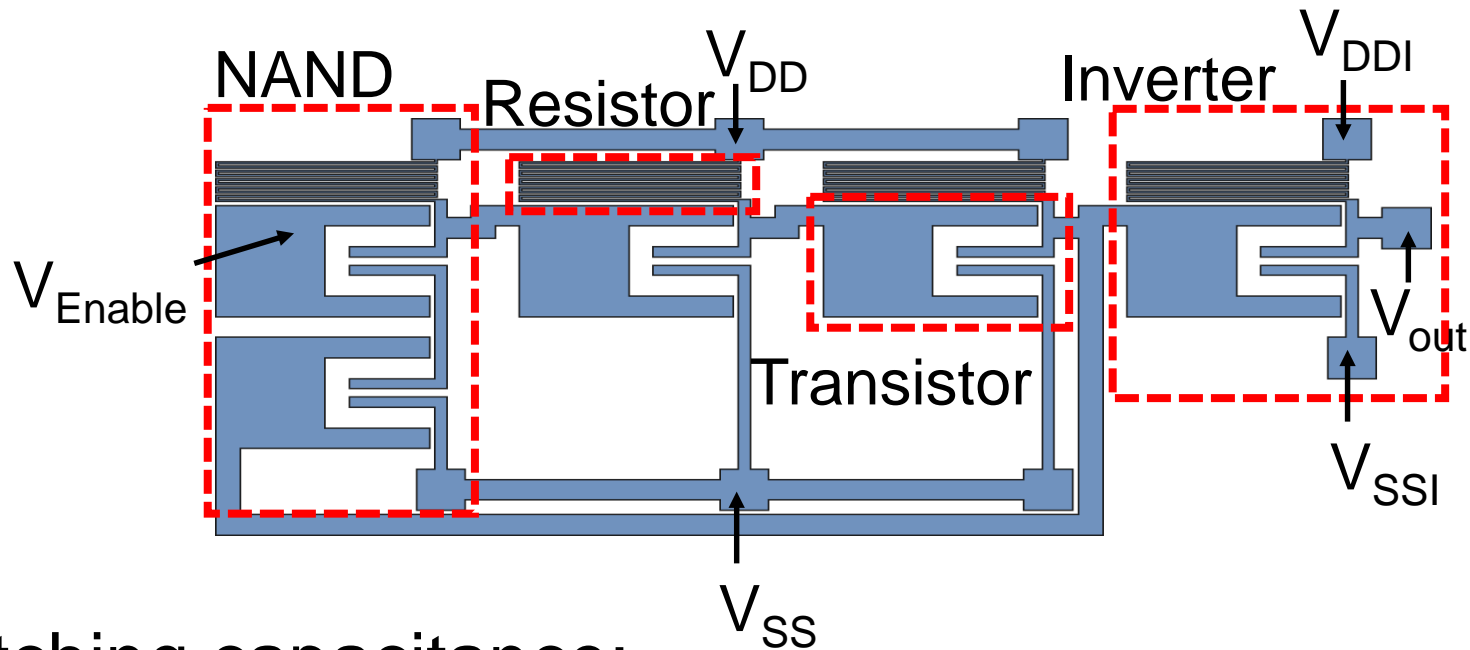 NAND
Resistor
V_DD
Inverter
V_DDI
V_Enable
V_out
Transistor
V_SSI
V_SS